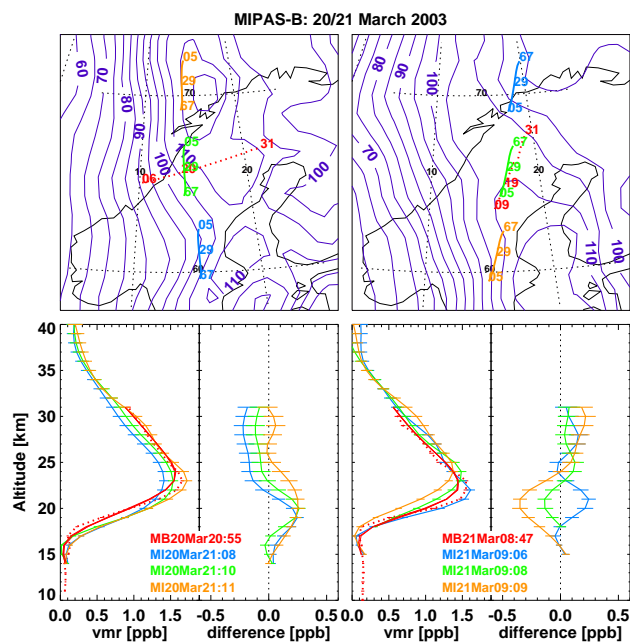 MIPAS-B: 20/21 March 2003
60 70 80 90 96 100 110 100 110
05 29 67
70
05 29 67
20 31 06
10 20
05 29 67
60
80 90 100 70 110 100
67 29 05
70
31
67 29 19 05 09
10 20
67 29 05
60
Altitude [km]
40
35
30
25
20
15
10
MB20Mar20:55
MI20Mar21:08
MI20Mar21:10
MI20Mar21:11
MB21Mar08:47
MI21Mar09:06
MI21Mar09:08
MI21Mar09:09
0.0 0.5 1.0 1.5 -0.5 0.0 0.5
0.0 0.5 1.0 1.5 -0.5 0.0 0.5
vmr [ppb] difference [ppb] vmr [ppb] difference [ppb]